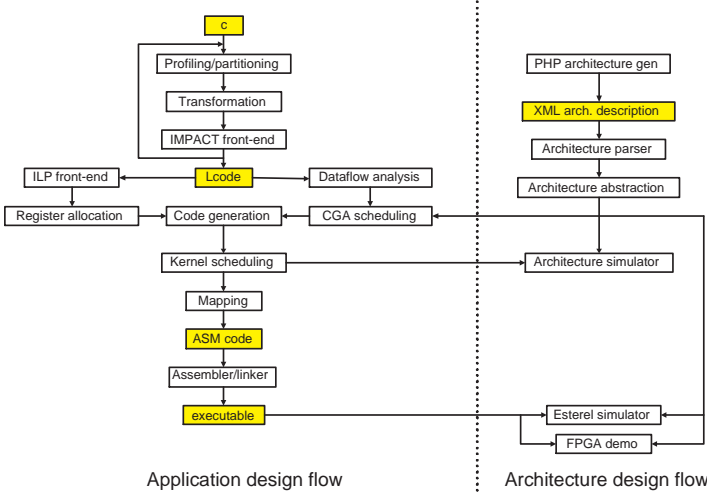 c
Profiling/partitioning
PHP architecture gen
Transformation
XML arch. description
IMPACT front-end
Architecture parser
ILP front-end
Lcode
Dataflow analysis
Architecture abstraction
Register allocation
Code generation
CGA scheduling
Kernel scheduling
Architecture simulator
Mapping
ASM code
Assembler/linker
executable
Esterel simulator
FPGA demo
Application design flow
Architecture design flow